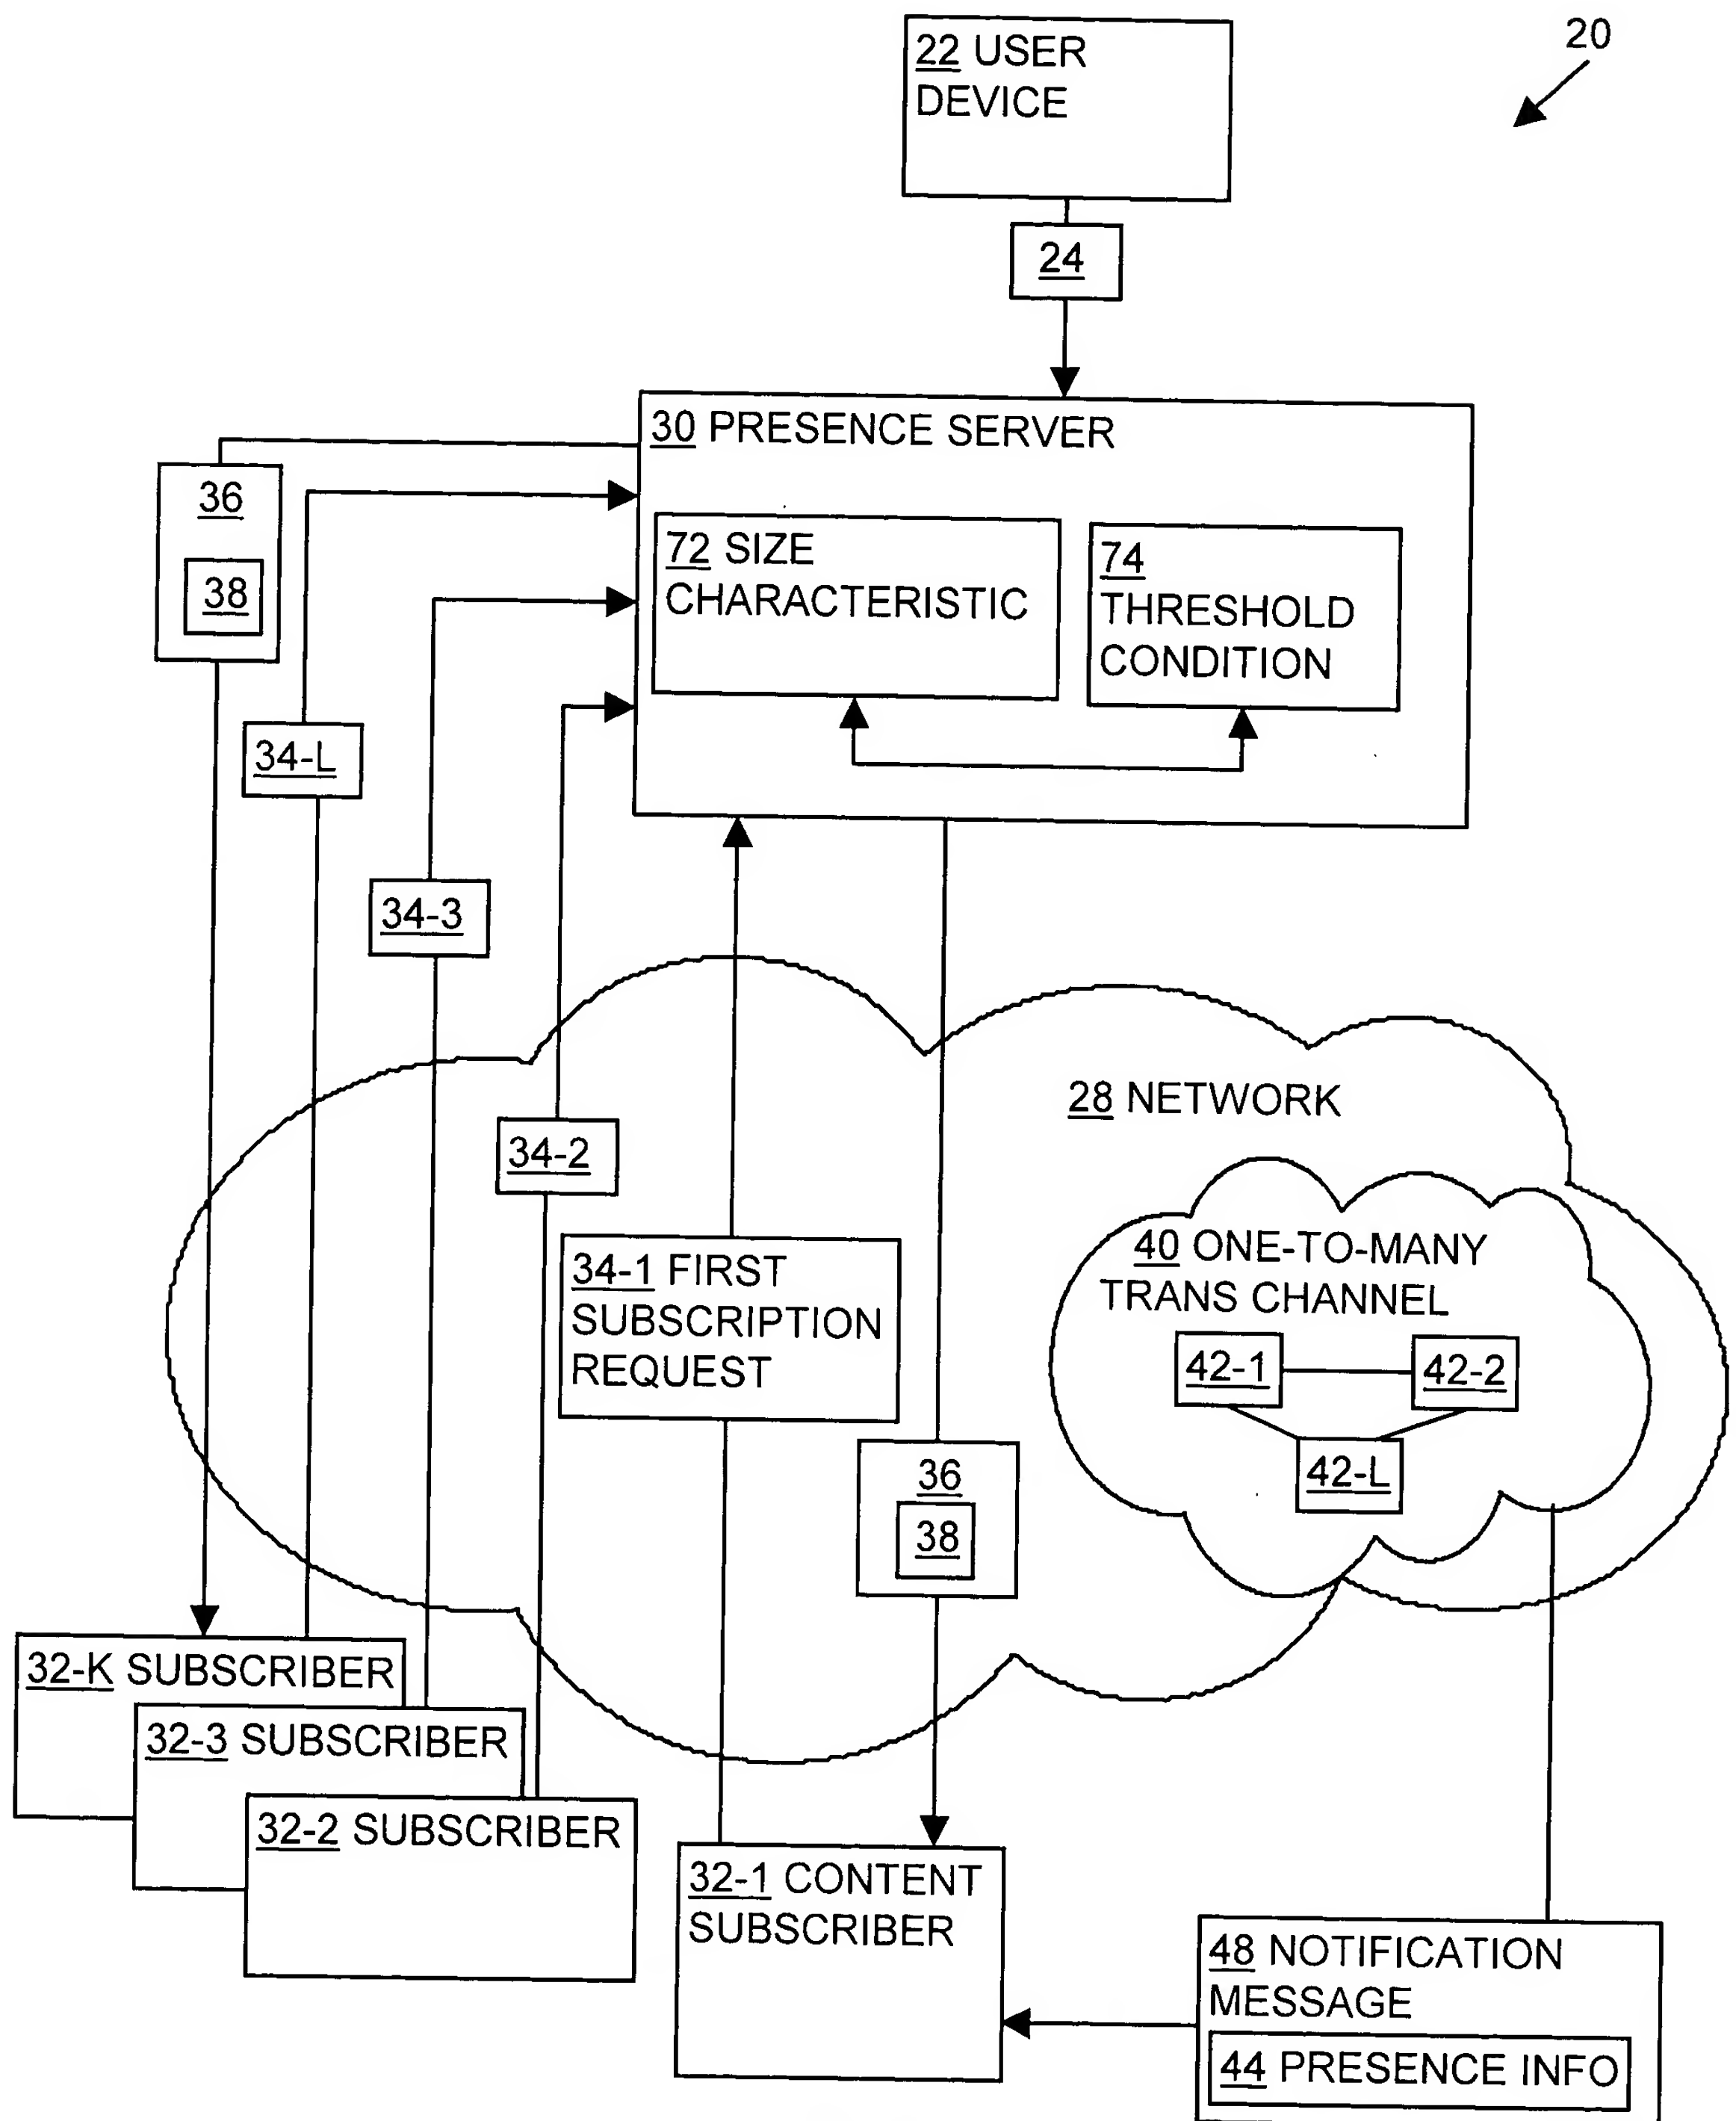 20
22 USER
DEVICE
24
30 PRESENCE SERVER
36
38
72 SIZE
CHARACTERISTIC
74
THRESHOLD
CONDITION
34-L
34-3
28 NETWORK
34-2
40 ONE-TO-MANY
TRANS CHANNEL
34-1 FIRST
SUBSCRIPTION
REQUEST
42-1
42-2
42-L
36
38
32-K SUBSCRIBER
32-3 SUBSCRIBER
32-2 SUBSCRIBER
32-1 CONTENT
SUBSCRIBER
48 NOTIFICATION
MESSAGE
44 PRESENCE INFO